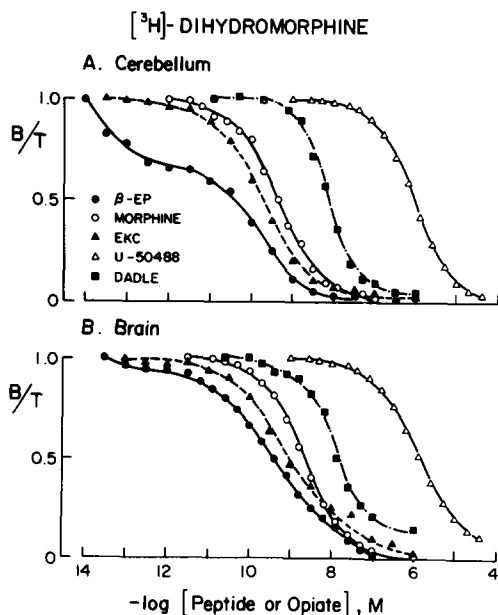 [³H]- DIHYDROMORPHINE
A. Cerebellum
1.0
B/T
0.5
0
● β-EP
○ MORPHINE
▲ EKC
△ U-50488
■ DADLE
B. Brain
1.0
B/T
0.5
0
14 12 10 8 6 4
-log [Peptide or Opiate], M